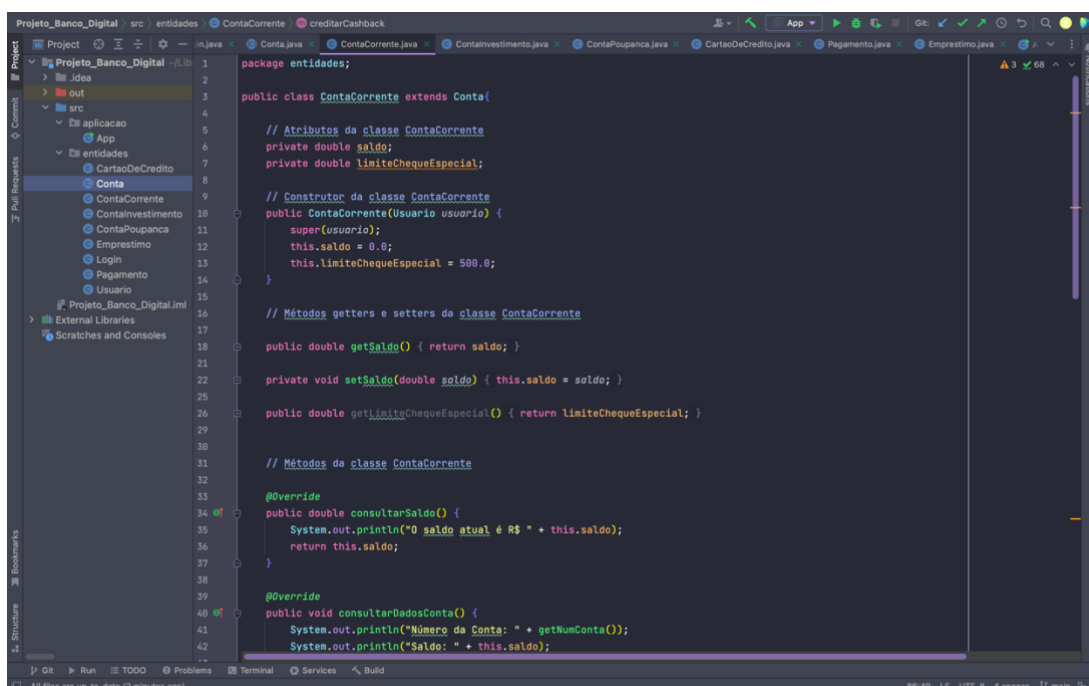 Projeto_Banco_Digital src entidades ContaCorrente creditarCashback
App Git:
Project
in.java Conta.java ContaCorrente.java ContaInvestimento.java ContaPoupanca.java CartaoDeCredito.java Pagamento.java Emprestimo.java
3 68
Project
Commit
Pull Requests
Bookmarks
Structure
Projeto_Banco_Digital ~/Lib
.idea
out
src
aplicacao
App
entidades
CartaoDeCredito
Conta
ContaCorrente
ContaInvestimento
ContaPoupanca
Emprestimo
Login
Pagamento
Usuario
Projeto_Banco_Digital.iml
External Libraries
Scratches and Consoles
1 package entidades;
2
3 public class ContaCorrente extends Conta{
4
5 // Atributos da classe ContaCorrente
6 private double saldo;
7 private double limiteChequeEspecial;
8
9 // Construtor da classe ContaCorrente
10 public ContaCorrente(Usuario usuario) {
11 super(usuario);
12 this.saldo = 0.0;
13 this.limiteChequeEspecial = 500.0;
14 }
15
16 // Métodos getters e setters da classe ContaCorrente
17
18 public double getSaldo() { return saldo; }
21
22 private void setSaldo(double saldo) { this.saldo = saldo; }
25
26 public double getLimiteChequeEspecial() { return limiteChequeEspecial; }
29
30
31 // Métodos da classe ContaCorrente
32
33 @Override
34 public double consultarSaldo() {
35 System.out.println("O saldo atual é R$ " + this.saldo);
36 return this.saldo;
37 }
38
39 @Override
40 public void consultarDadosConta() {
41 System.out.println("Número da Conta: " + getNumConta());
42 System.out.println("Saldo: " + this.saldo);
Git Run TODO Problems Terminal Services Build